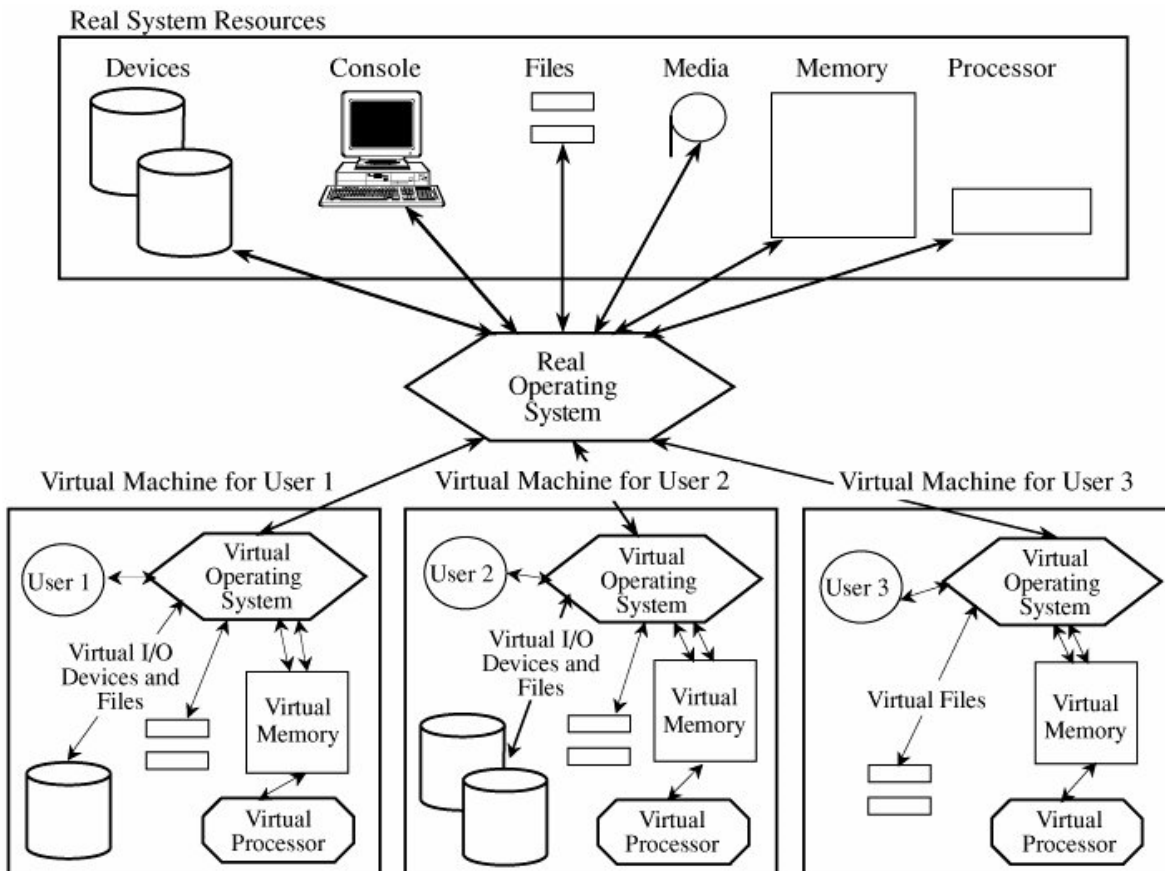 Real System Resources
Devices
Console
Files
Media
Memory
Processor
Real
Operating
System
Virtual Machine for User 1
User 1
Virtual
Operating
System
Virtual I/O
Devices and
Files
Virtual
Memory
Virtual
Processor
Virtual Machine for User 2
User 2
Virtual
Operating
System
Virtual I/O
Devices and
Files
Virtual
Memory
Virtual
Processor
Virtual Machine for User 3
User 3
Virtual
Operating
System
Virtual Files
Virtual
Memory
Virtual
Processor